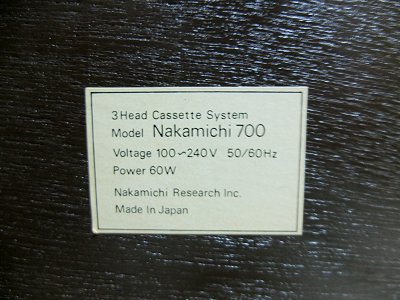 3 Head Cassette System
Model Nakamichi 700
Voltage 100~240V 50/60Hz
Power 60W
Nakamichi Research Inc.
Made In Japan